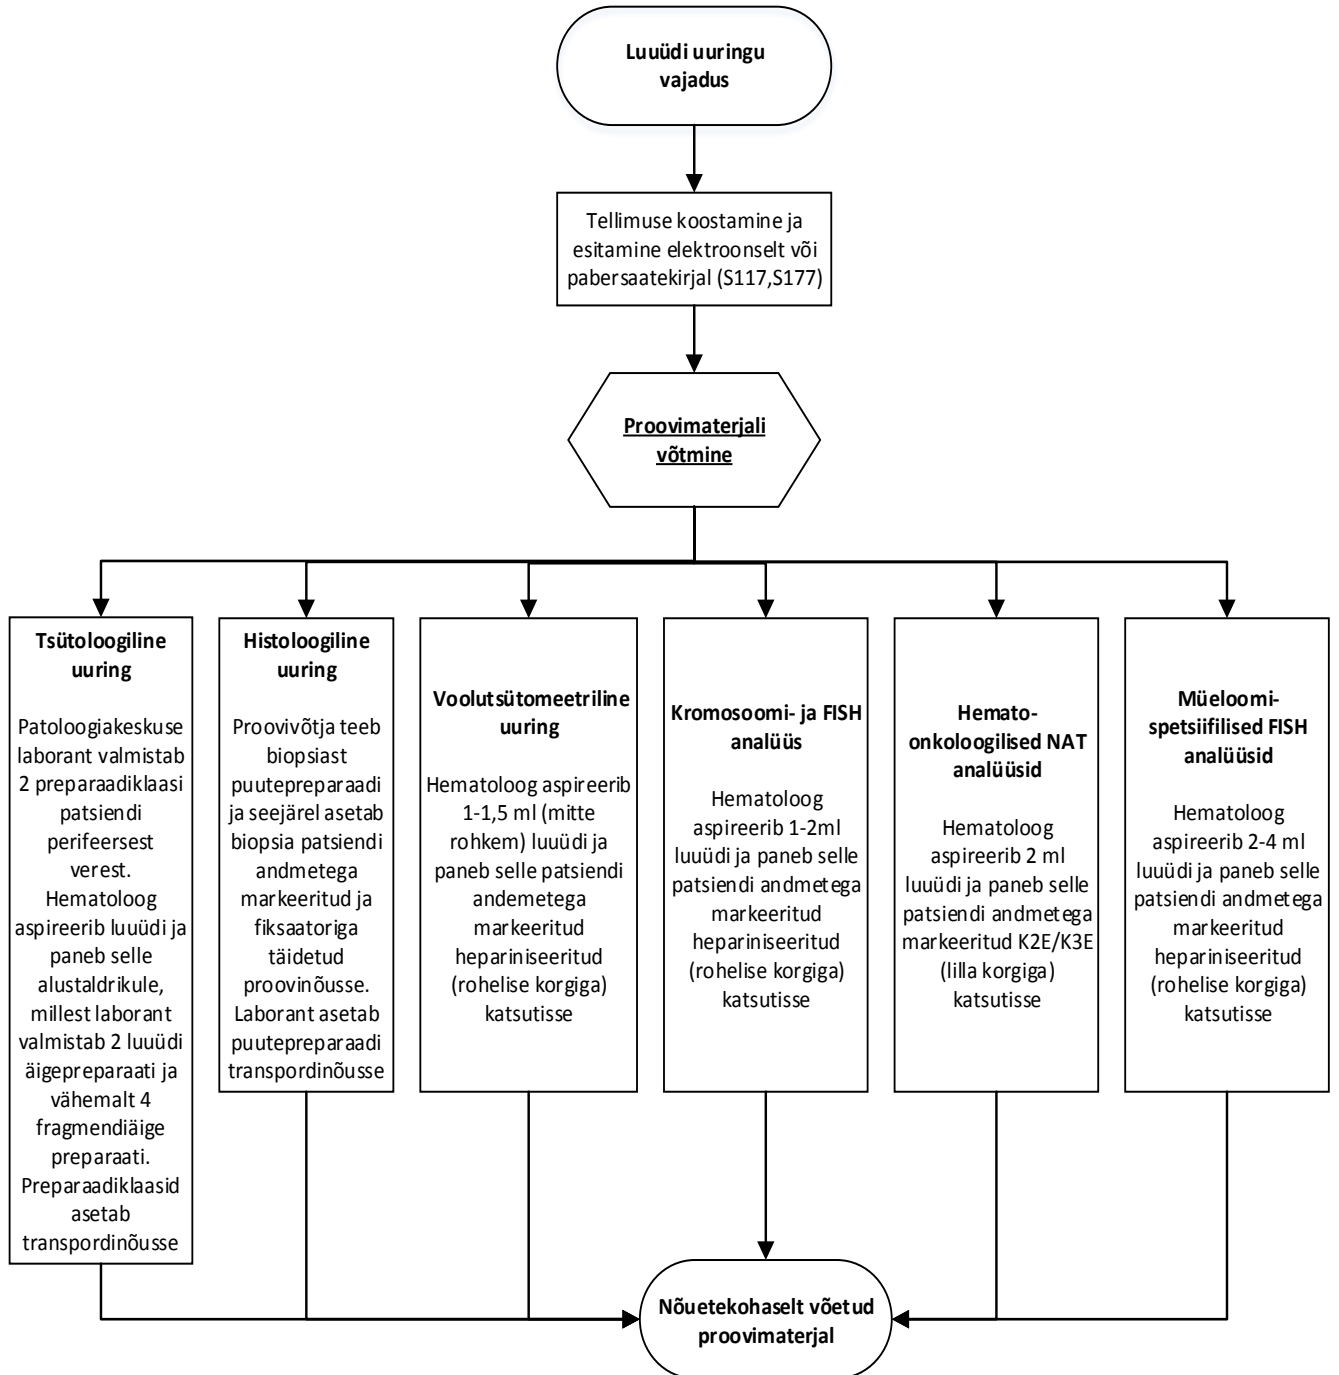 Luuüdi uuringu
vajadus
Tellimuse koostamine ja
esitamine elektroonselt või
pabersaatekirjal (S117,S177)
Proovimaterjali
võtmine
Tsütoloogiline
uuring
Patoloogiakeskuse
laborant valmistab
2 preparaadiklaasi
patsiendi
perifeersest
verest.
Hematoloog
aspireerib luuüdi ja
paneb selle
alustaldrikule,
millest laborant
valmistab 2 luuüdi
äigepreparaati ja
vähemalt 4
fragmendiäige
preparaati.
Preparaadiklaasid
asetab
transpordinõusse
Histoloogiline
uuring
Proovivõtja teeb
biopsiast
puutepreparaadi
ja seejärel asetab
biopsia patsiendi
andmetega
markeeritud ja
fiksaatoriga
täidetud
proovinõusse.
Laborant asetab
puutepreparaadi
transpordinõusse
Voolutsütomeetriline
uuring
Hematoloog aspireerib
1-1,5 ml (mitte
rohkem) luuüdi ja
paneb selle patsiendi
andemetega
markeeritud
hepariniseeritud
(rohelise korgiga)
katsutisse
Kromosoomi- ja FISH
analüüs
Hematoloog
aspireerib 1-2ml
luuüdi ja paneb selle
patsiendi andmetega
markeeritud
hepariniseeritud
(rohelise korgiga)
katsutisse
Hemato-
onkoloogilised NAT
analüüsid
Hematoloog
aspireerib 2 ml
luuüdi ja paneb selle
patsiendi andmetega
markeeritud K2E/K3E
(lilla korgiga)
katsutisse
Müeloomi-
spetsiifilised FISH
analüüsid
Hematoloog
aspireerib 2-4 ml
luuüdi ja paneb selle
patsiendi andmetega
markeeritud
hepariniseeritud
(rohelise korgiga)
katsutisse
Nõuetekohaselt võetud
proovimaterjal